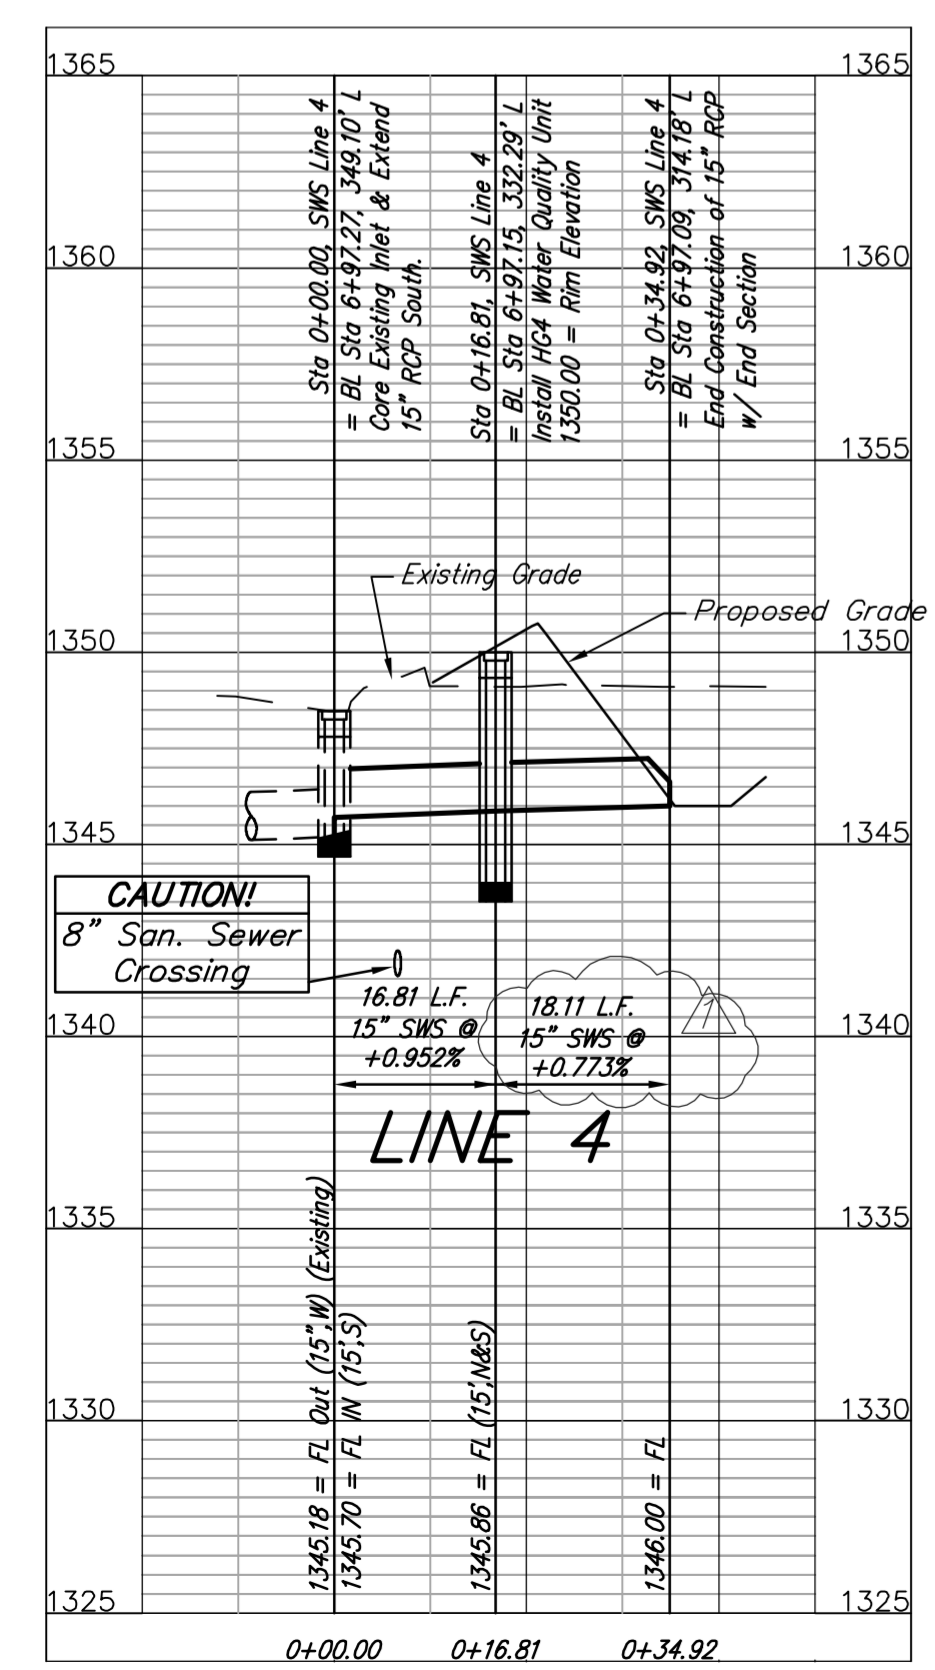 1365
1365
Sta 0+00.00, SWS Line 4
= BL Sta 6+97.27, 349.10' L
Core Existing Inlet & Extend
15" RCP South.
Sta 0+16.81, SWS Line 4
= BL Sta 6+97.15, 332.29' L
Install HG4 Water Quality Unit
1350.00 = Rim Elevation
Sta 0+34.92, SWS Line 4
= BL Sta 6+97.09, 314.18' L
End Construction of 15" RCP
w/ End Section
1360
1360
1355
1355
Existing Grade
Proposed Grade
1350
1350
1345
1345
CAUTION!
8" San. Sewer
Crossing
16.81 L.F.
15" SWS @
+0.952%
18.11 L.F.
15" SWS @
+0.773%
1
1340
1340
LINE 4
1335
1335
1345.18 = FL Out (15",W) (Existing)
1345.70 = FL IN (15',S)
1345.86 = FL (15',N&S)
1346.00 = FL
1330
1330
1325
1325
0+00.00
0+16.81
0+34.92